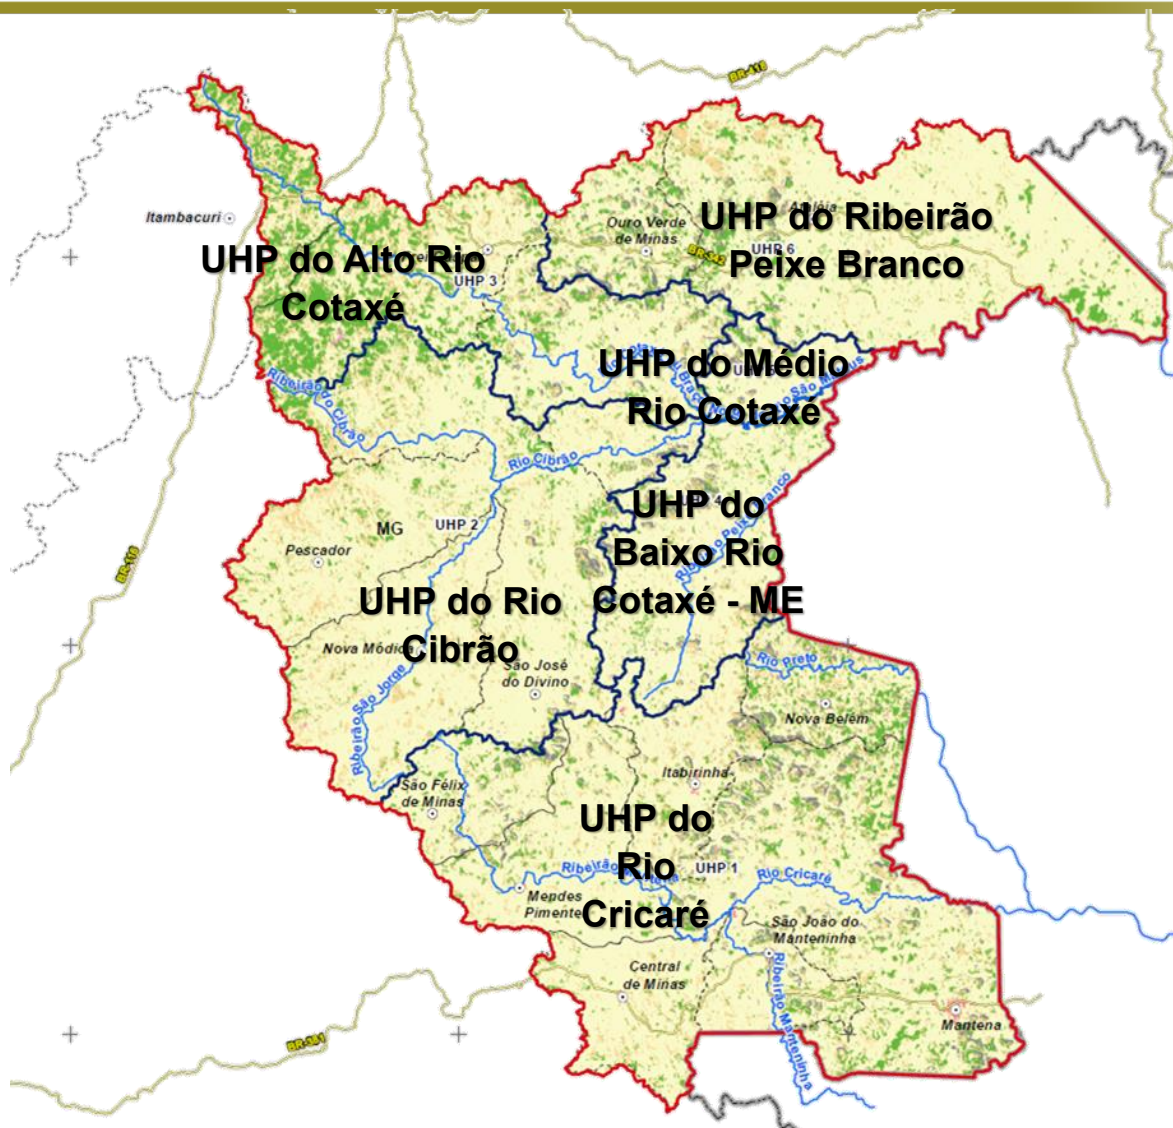 BR-418
Itambacuri
UHP do Alto Rio
Cotaxé
UHP 3
Ouro Verde
de Minas
BR-342
UHP do Ribeirão
Peixe Branco
UHP 6
UHP do Médio
Rio Cotaxé
Ribeirão do Cibrão
Rio Cibrão
UHP do
Baixo Rio
Cotaxé - ME
MG
UHP 2
Pescador
BR-116
UHP do Rio
Cibrão
Nova Módica
São José
do Divino
Ribeirão São Jorge
Rio Preto
Nova Belém
Itabirinha
São Félix
de Minas
UHP do
Rio
Cricaré
UHP 1
Rio Cricaré
Mendes
Pimente
São João do
Manteninha
Central
de Minas
Ribeirão Manteninha
Mantena
BR-381